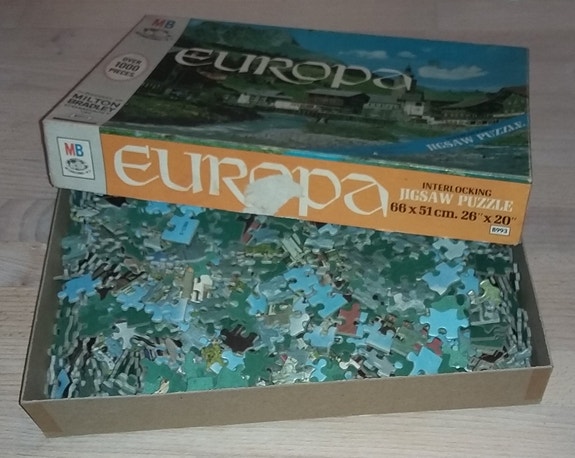 MB
EUROPA
OVER
1000
PIECES
MILTON
BRADLEY
JIGSAW PUZZLE
MB
EUROPA
INTERLOCKING
JIGSAW PUZZLE
66 x 51 cm. 26" x 20"
8993